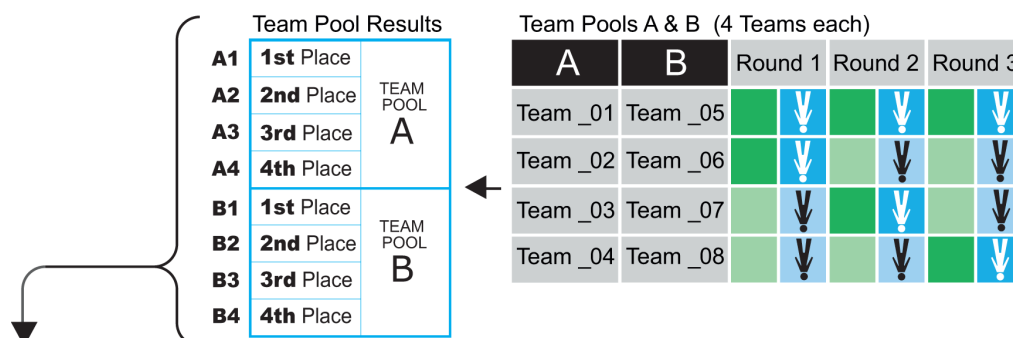 Team Pool Results
A1 1st Place
A2 2nd Place
A3 3rd Place
A4 4th Place
TEAM
POOL
A
B1 1st Place
B2 2nd Place
B3 3rd Place
B4 4th Place
TEAM
POOL
B
Team Pools A & B (4 Teams each)
A B Round 1 Round 2 Round 3
Team _01 Team _05
Team _02 Team _06
Team _03 Team _07
Team _04 Team _08